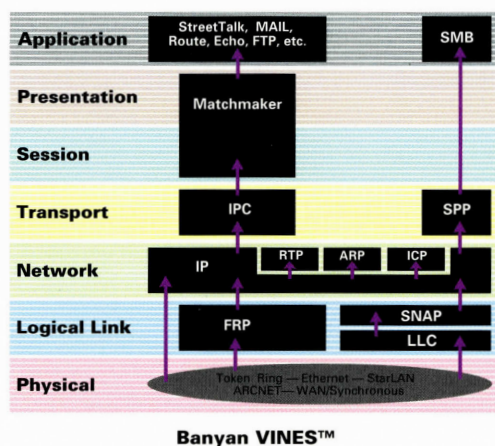 Application
StreetTalk, MAIL,
Route, Echo, FTP, etc.
SMB
Presentation
Matchmaker
Session
Transport
IPC
SPP
Network
IP
RTP
ARP
ICP
Logical Link
FRP
SNAP
LLC
Physical
Token Ring — Ethernet — StarLAN
ARCNET — WAN/Synchronous
Banyan VINES™